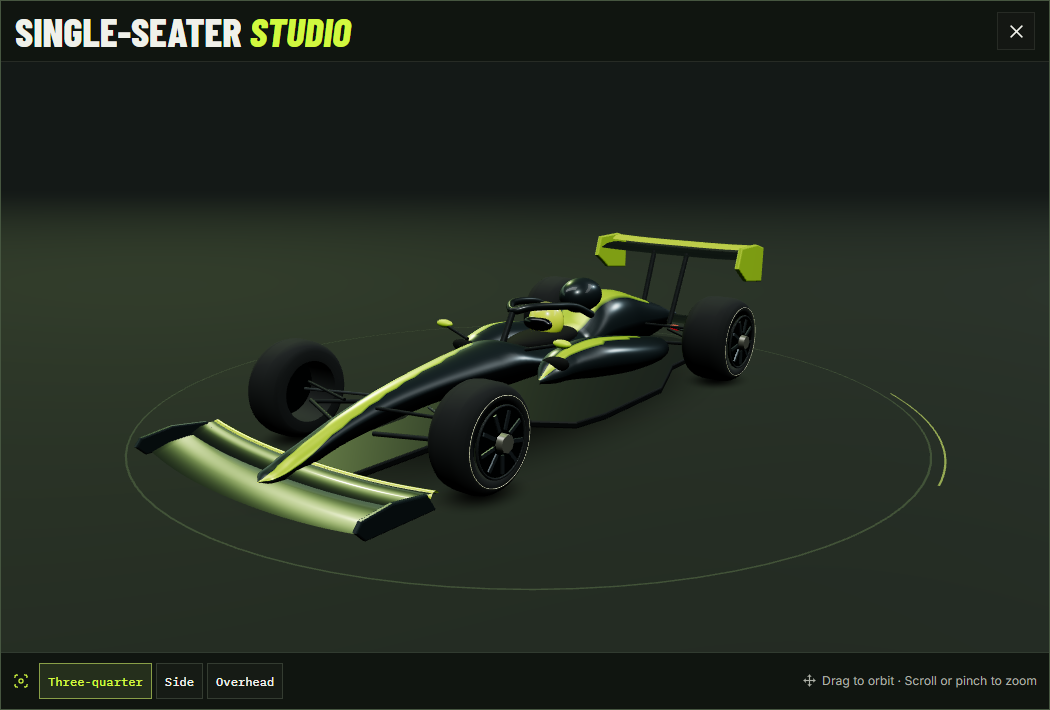 SINGLE-SEATER STUDIO
Three-quarter Side Overhead Drag to orbit · Scroll or pinch to zoom